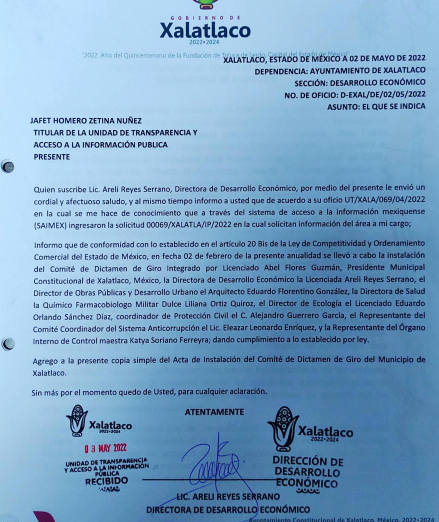 GOBIERNO DE
Xalatlaco
2022•2024
"2022. Año del Quincentenario de la Fundación de Toluca de Lerdo, Capital del Estado de México"
XALATLACO, ESTADO DE MÉXICO A 02 DE MAYO DE 2022
DEPENDENCIA: AYUNTAMIENTO DE XALATLACO
SECCIÓN: DESARROLLO ECONÓMICO
NO. DE OFICIO: D-EXAL/DE/02/05/2022
ASUNTO: EL QUE SE INDICA
JAFET HOMERO ZETINA NUÑEZ
TITULAR DE LA UNIDAD DE TRANSPARENCIA Y
ACCESO A LA INFORMACIÓN PUBLICA
PRESENTE
Quien suscribe Lic. Areli Reyes Serrano, Directora de Desarrollo Económico, por medio del presente le envió un
cordial y afectuoso saludo, y al mismo tiempo informo a usted que de acuerdo a su oficio UT/XALA/069/04/2022
en la cual se me hace de conocimiento que a través del sistema de acceso a la información mexiquense
(SAIMEX) ingresaron la solicitud 00069/XALATLA/IP/2022 en la cual solicitan información del área a mi cargo;
Informo que de conformidad con lo establecido en el artículo 20 Bis de la Ley de Competitividad y Ordenamiento
Comercial del Estado de México, en fecha 02 de febrero de la presente anualidad se llevó a cabo la instalación
del Comité de Dictamen de Giro Integrado por Licenciado Abel Flores Guzmán, Presidente Municipal
Constitucional de Xalatlaco, México, la Directora de Desarrollo Económico la Licenciada Areli Reyes Serrano, el
Director de Obras Públicas y Desarrollo Urbano el Arquitecto Eduardo Florentino González, la Directora de Salud
la Químico Farmacobiologo Militar Dulce Liliana Ortiz Quiroz, el Director de Ecología el Licenciado Eduardo
Orlando Sánchez Díaz, coordinador de Protección Civil el C. Alejandro Guerrero Garcia, el Representante del
Comité Coordinador del Sistema Anticorrupción el Lic. Eleazar Leonardo Enríquez, y la Representante del Órgano
Interno de Control maestra Katya Soriano Ferreyra; dando cumplimiento a lo establecido por ley.
Agrego a la presente copia simple del Acta de Instalación del Comité de Dictamen de Giro del Municipio de
Xalatlaco.
Sin más por el momento quedo de Usted, para cualquier aclaración.
ATENTAMENTE
Xalatlaco
2022•2024
03 MAY 2022
UNIDAD DE TRANSPARENCIA
Y ACCESO A LA INFORMACIÓN
PÚBLICA
RECIBIDO
Xalatlaco
2022•2024
DIRECCIÓN DE
DESARROLLO
ECONÓMICO
LIC. ARELI REYES SERRANO
DIRECTORA DE DESARROLLO ECONÓMICO
Ayuntamiento Constitucional de Xalatlaco, México, 2022•2024